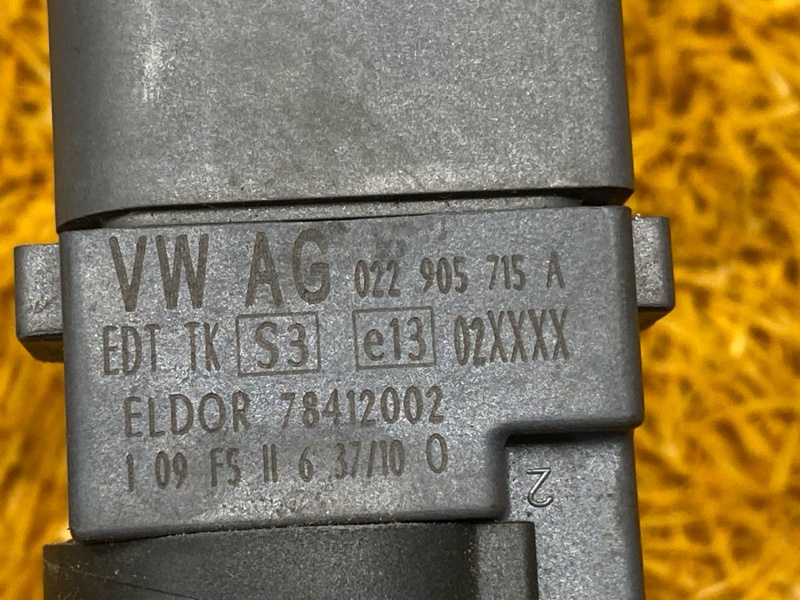 VW AG 022 905 715 A
EDT TK S3 e13 02XXXX
ELDOR 78412002
1 09 F5 II 6 37/10 O
2